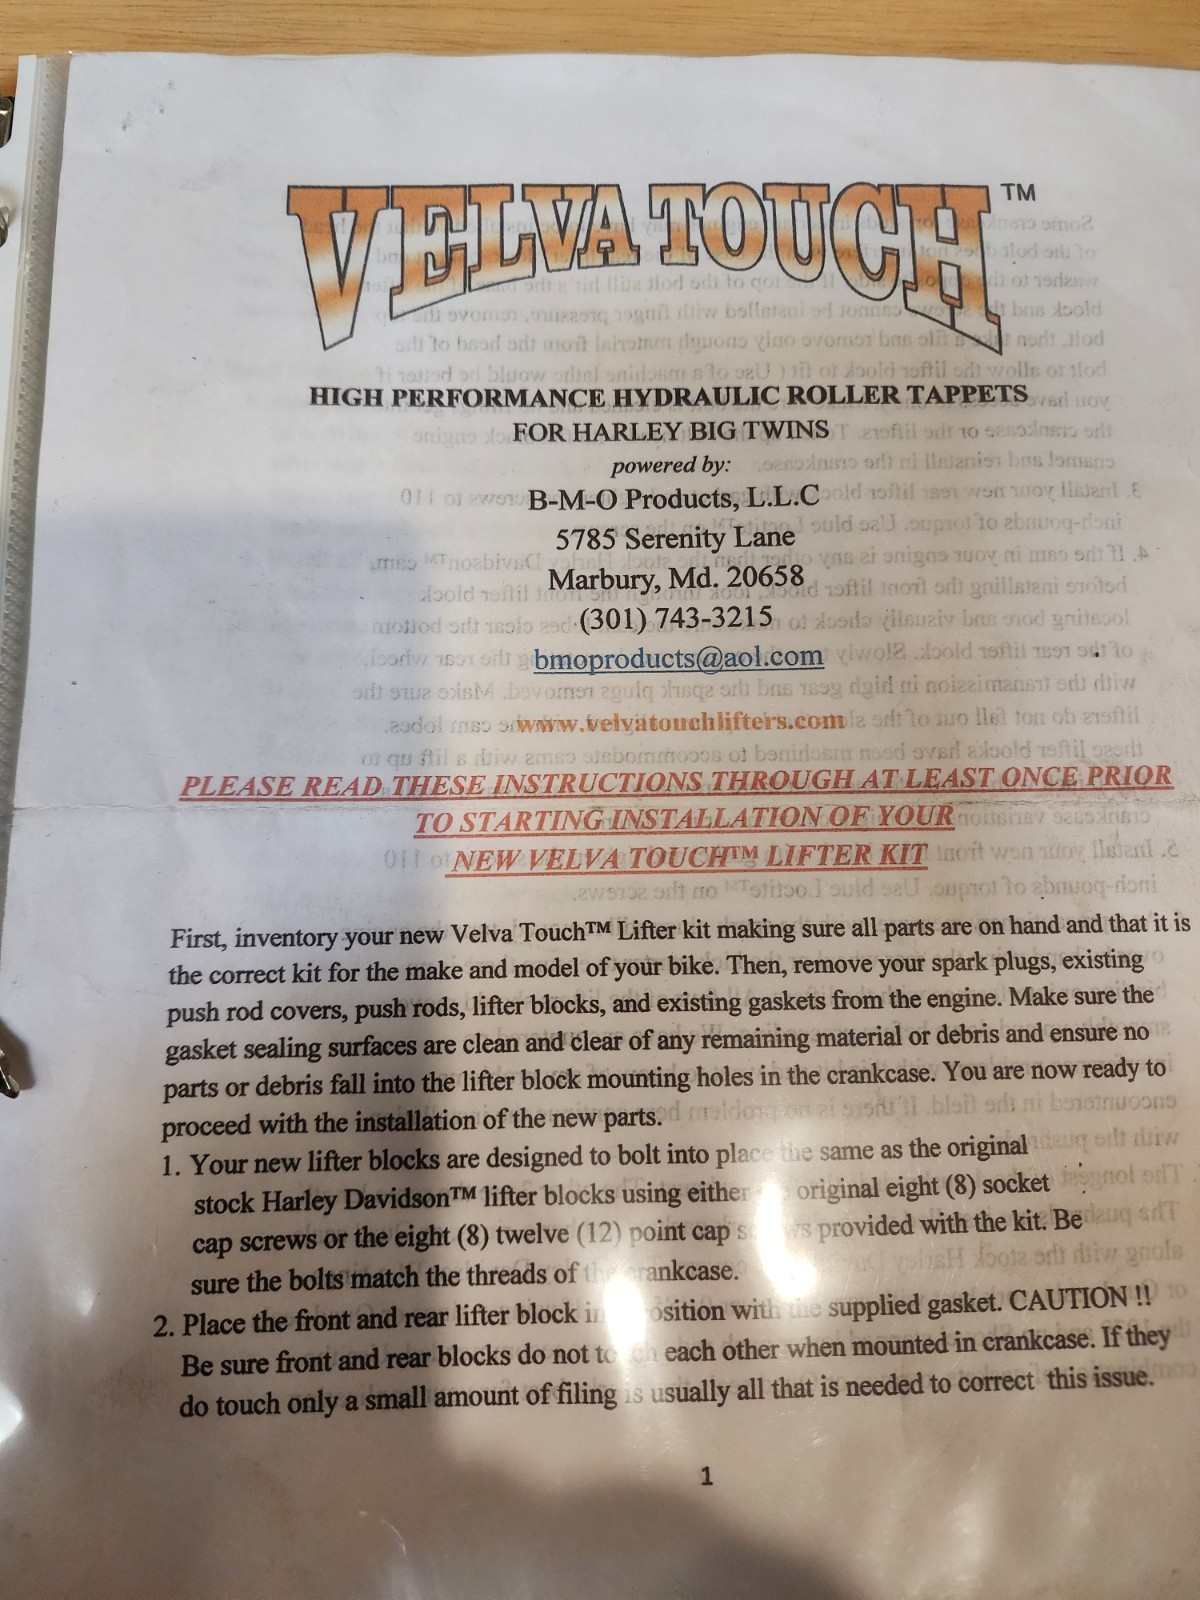 VELVA TOUCH™
HIGH PERFORMANCE HYDRAULIC ROLLER TAPPETS
FOR HARLEY BIG TWINS
powered by:
B-M-O Products, L.L.C
5785 Serenity Lane
Marbury, Md. 20658
(301) 743-3215
bmoproducts@aol.com
www.velvatouchlifters.com
PLEASE READ THESE INSTRUCTIONS THROUGH AT LEAST ONCE PRIOR
TO STARTING INSTALLATION OF YOUR
NEW VELVA TOUCH™ LIFTER KIT
First, inventory your new Velva Touch™ Lifter kit making sure all parts are on hand and that it is
the correct kit for the make and model of your bike. Then, remove your spark plugs, existing
push rod covers, push rods, lifter blocks, and existing gaskets from the engine. Make sure the
gasket sealing surfaces are clean and clear of any remaining material or debris and ensure no
parts or debris fall into the lifter block mounting holes in the crankcase. You are now ready to
proceed with the installation of the new parts.
1. Your new lifter blocks are designed to bolt into place the same as the original
stock Harley Davidson™ lifter blocks using either original eight (8) socket
cap screws or the eight (8) twelve (12) point cap screws provided with the kit. Be
sure the bolts match the threads of the crankcase.
2. Place the front and rear lifter block in position with the supplied gasket. CAUTION !!
Be sure front and rear blocks do not touch each other when mounted in crankcase. If they
do touch only a small amount of filing is usually all that is needed to correct this issue.
1